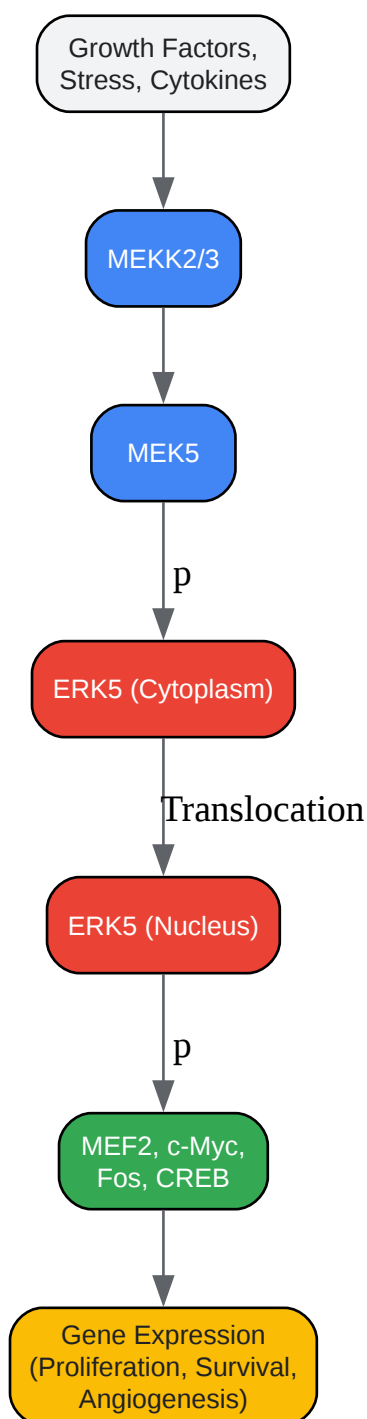 Growth Factors,
Stress, Cytokines
MEKK2/3
MEK5
p
ERK5 (Cytoplasm)
Translocation
ERK5 (Nucleus)
p
MEF2, c-Myc,
Fos, CREB
Gene Expression
(Proliferation, Survival,
Angiogenesis)